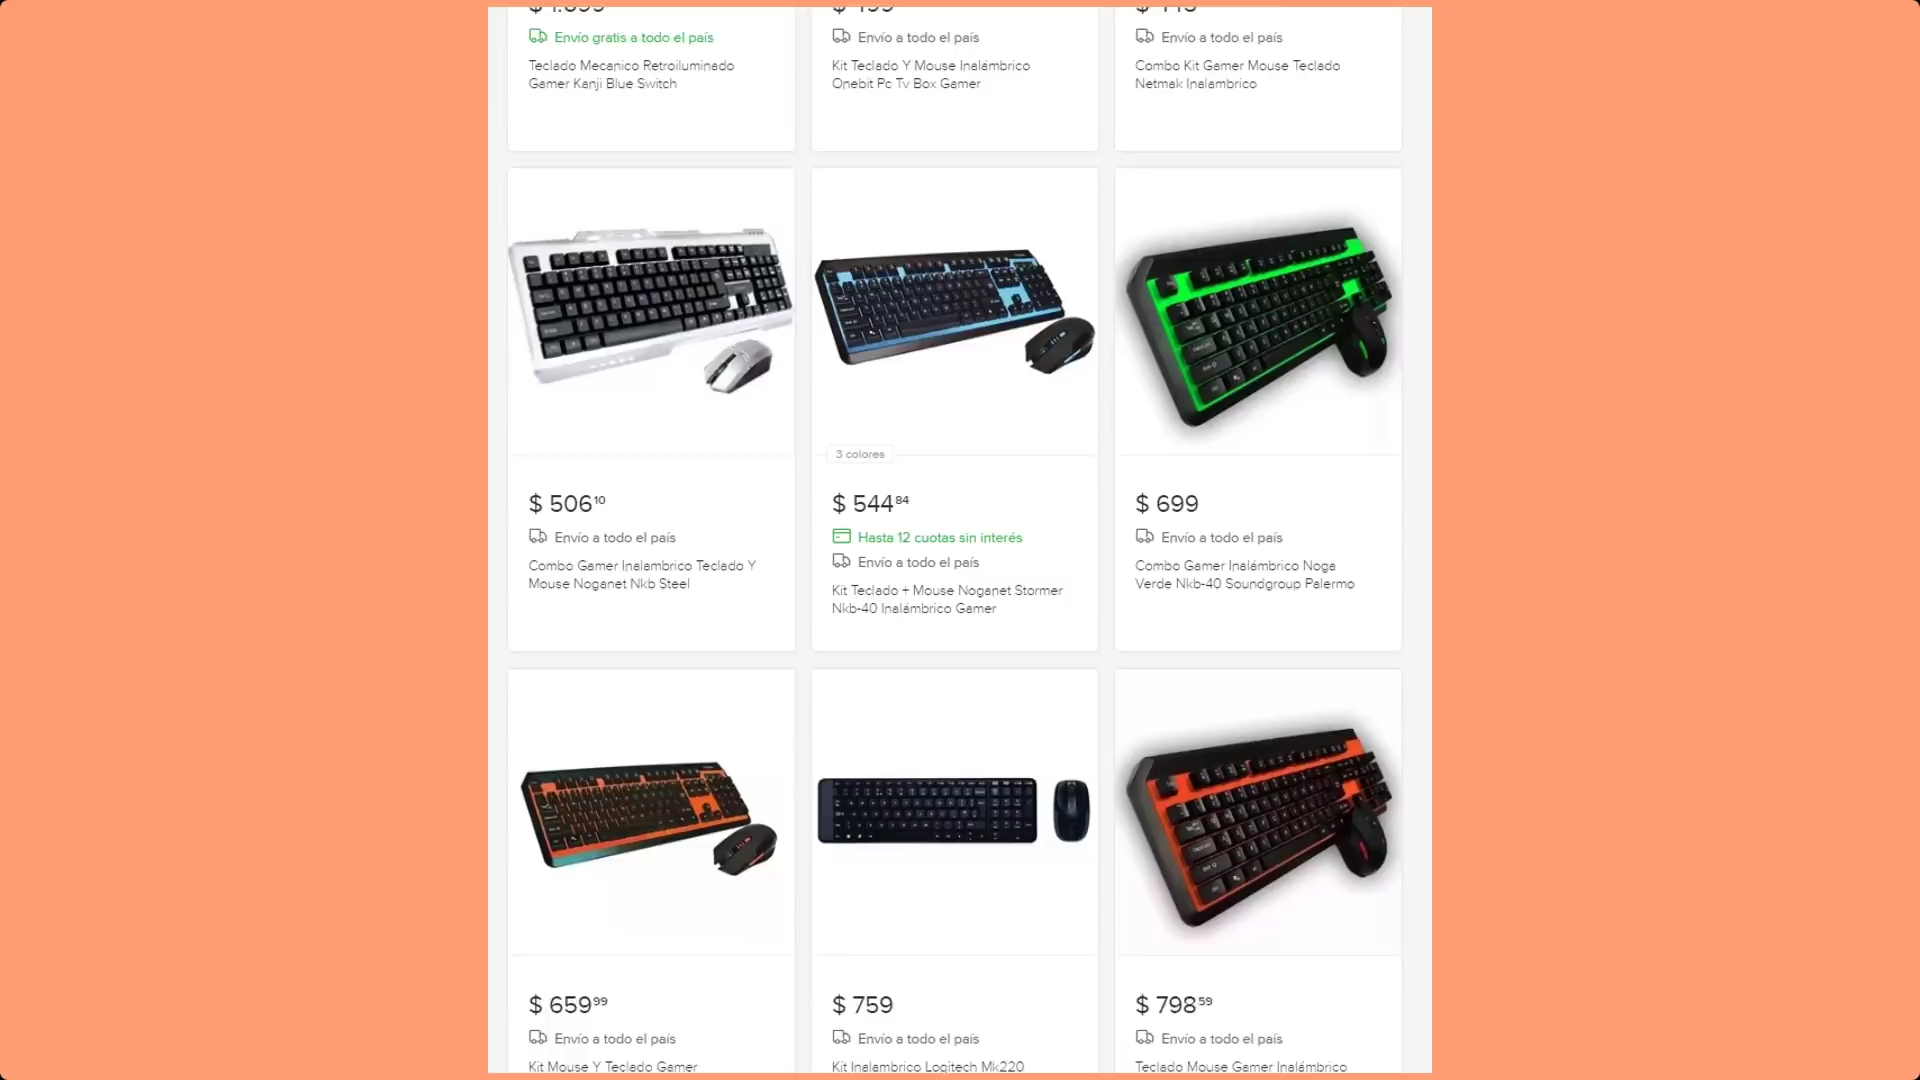 Envío gratis a todo el país
Teclado Mecanico Retroiluminado
Gamer Kanji Blue Switch
Envío a todo el país
Kit Teclado Y Mouse Inalámbrico
Onebit Pc Tv Box Gamer
Envío a todo el país
Combo Kit Gamer Mouse Teclado
Netmak Inalambrico
$ 506 10
Envío a todo el país
Combo Gamer Inalambrico Teclado Y
Mouse Noganet Nkb Steel
3 colores
$ 544 84
Hasta 12 cuotas sin interés
Envío a todo el país
Kit Teclado + Mouse Noganet Stormer
Nkb-40 Inalámbrico Gamer
$ 699
Envío a todo el país
Combo Gamer Inalámbrico Noga
Verde Nkb-40 Soundgroup Palermo
$ 659 99
Envío a todo el país
Kit Mouse Y Teclado Gamer
$ 759
Envío a todo el país
Kit Inalambrico Logitech Mk220
$ 798 59
Envío a todo el país
Teclado Mouse Gamer Inalámbrico